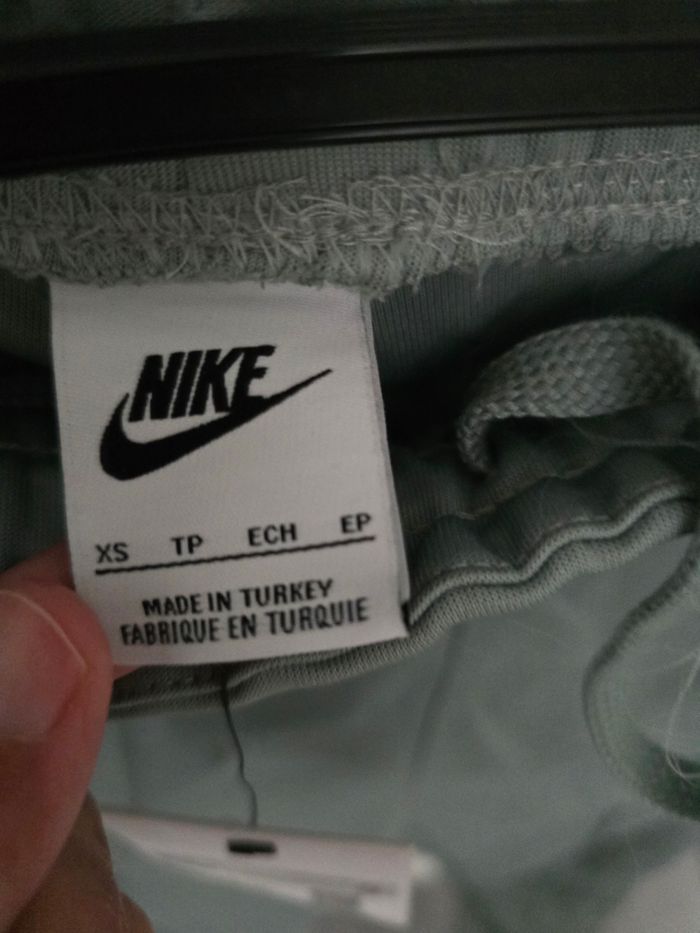 NIKE
XS TP ECH EP
MADE IN TURKEY
FABRIQUE EN TURQUIE